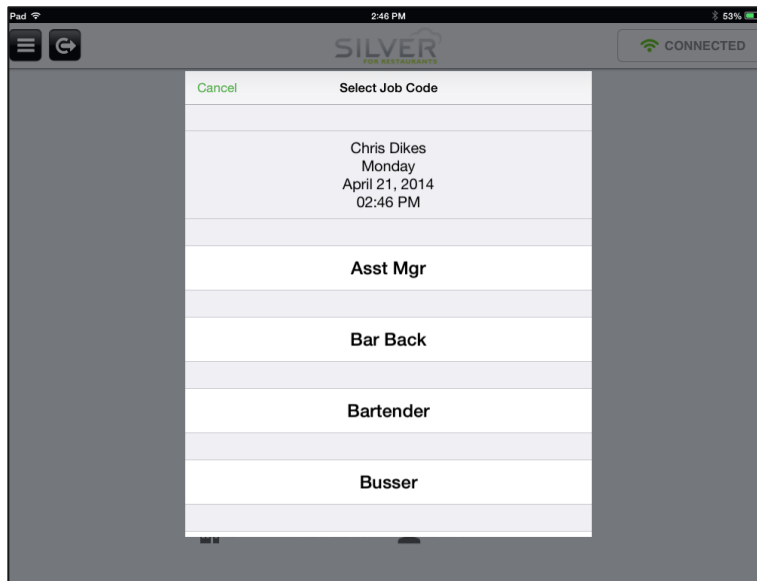 Pad 2:46 PM 53%
SILVER
FOR RESTAURANTS
CONNECTED
Cancel Select Job Code
Chris Dikes
Monday
April 21, 2014
02:46 PM
Asst Mgr
Bar Back
Bartender
Busser